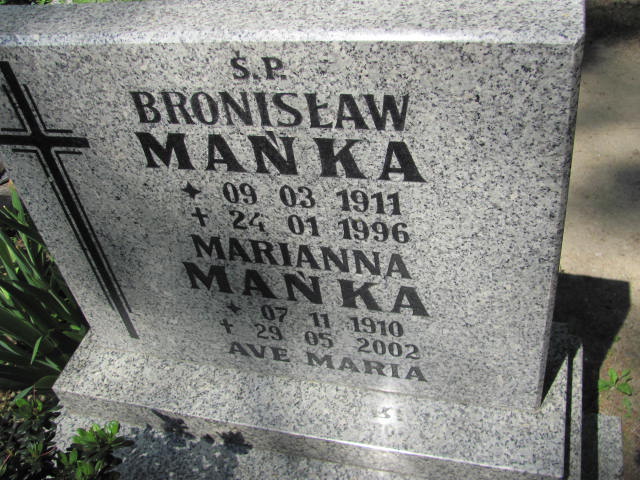 Ś.P.
BRONISŁAW
MAŃKA
✦ 09 03 1911
✝ 24 01 1996
MARIANNA
MAŃKA
✦ 07 11 1910
✝ 29 05 2002
AVE MARIA